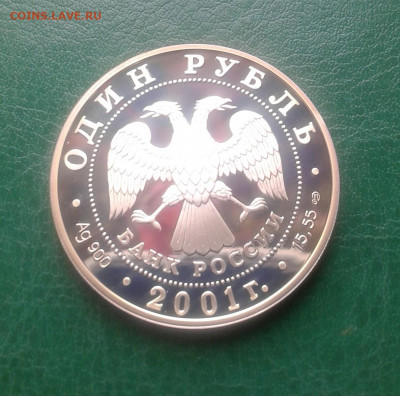 COINS.LAVE.RU
ОДИН РУБЛЬ
БАНК РОССИИ
Ag 900
2001 г.
15,55